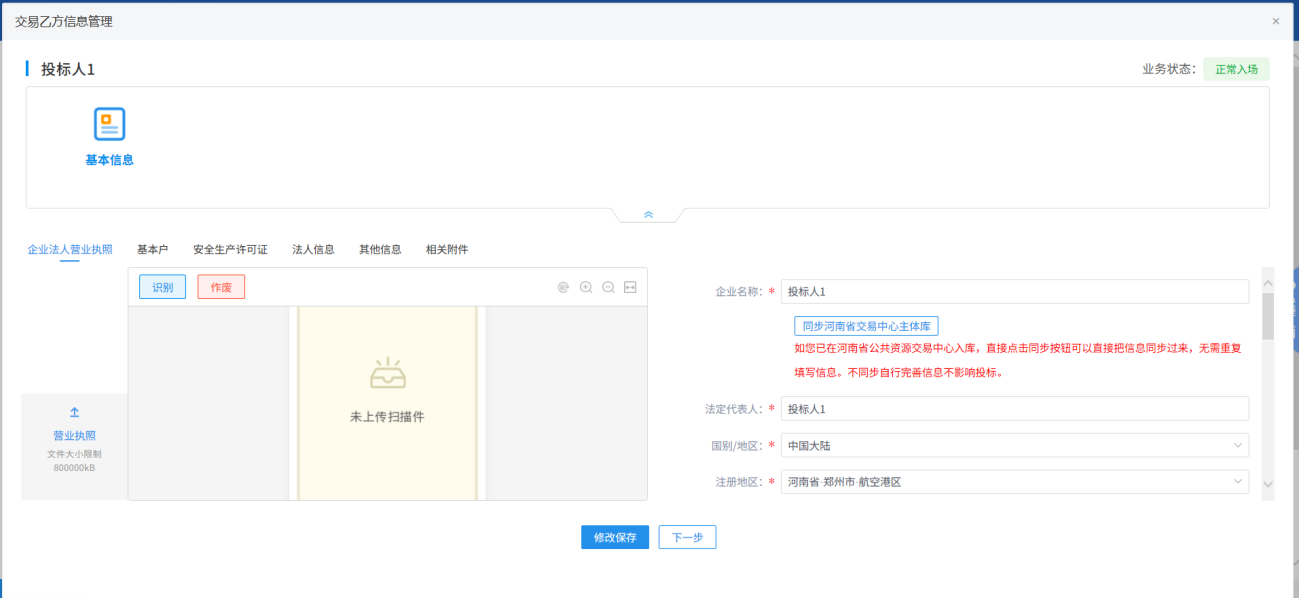 交易乙方信息管理
×
投标人1
业务状态： 正常入场
基本信息
企业法人营业执照 基本户 安全生产许可证 法人信息 其他信息 相关附件
识别 作废
未上传扫描件
营业执照
文件大小限制
800000kB
企业名称：* 投标人1
同步河南省交易中心主体库
如您已在河南省公共资源交易中心入库，直接点击同步按钮可以直接把信息同步过来，无需重复
填写信息。不同步自行完善信息不影响投标。
法定代表人：* 投标人1
国别/地区：* 中国大陆
注册地区：* 河南省·郑州市·航空港区
修改保存 下一步